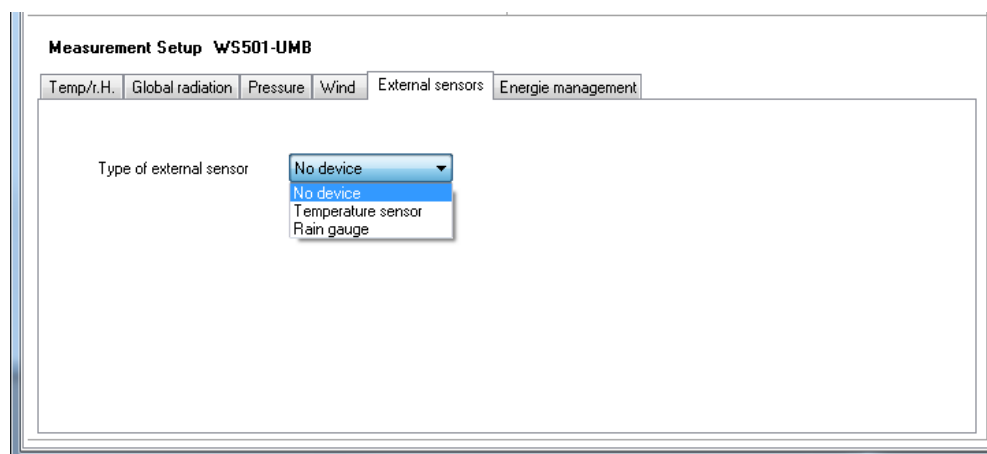 Measurement Setup WS501-UMB
Temp/r.H. Global radiation Pressure Wind External sensors Energie management
Type of external sensor No device
No device
Temperature sensor
Rain gauge